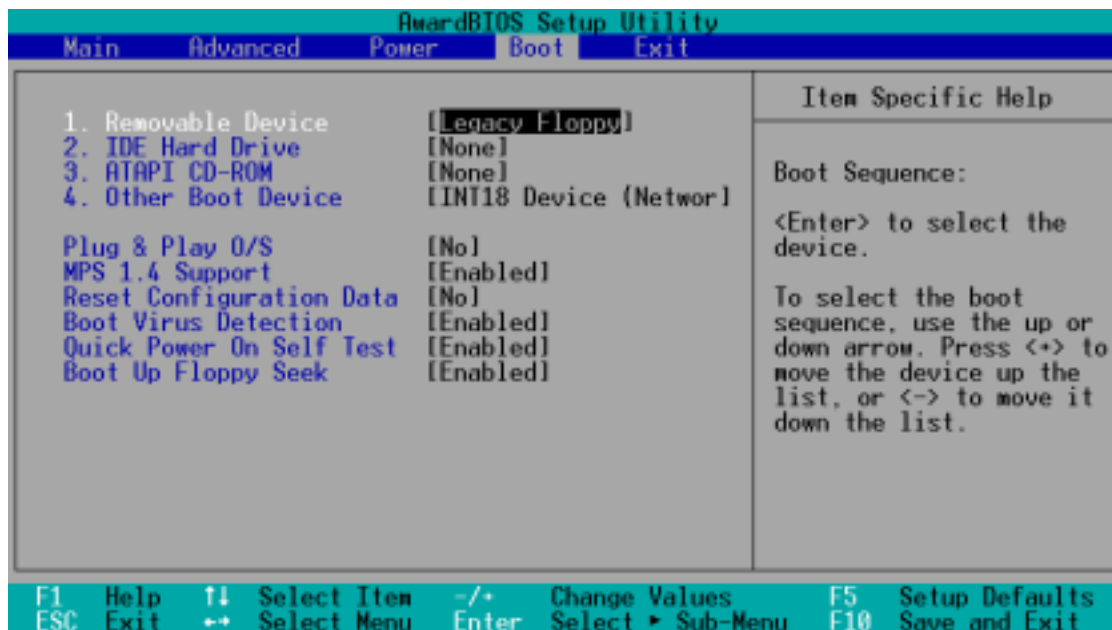 AwardBIOS Setup Utility
Main Advanced Power Boot Exit
1. Removable Device [Legacy Floppy]
2. IDE Hard Drive [None]
3. ATAPI CD-ROM [None]
4. Other Boot Device [INT18 Device (Networ]
Plug & Play O/S [No]
MPS 1.4 Support [Enabled]
Reset Configuration Data [No]
Boot Virus Detection [Enabled]
Quick Power On Self Test [Enabled]
Boot Up Floppy Seek [Enabled]
Item Specific Help
Boot Sequence:
<Enter> to select the
device.
To select the boot
sequence, use the up or
down arrow. Press <+> to
move the device up the
list, or <-> to move it
down the list.
F1 Help ↑↓ Select Item -/+ Change Values F5 Setup Defaults
ESC Exit ←→ Select Menu Enter Select ► Sub-Menu F10 Save and Exit